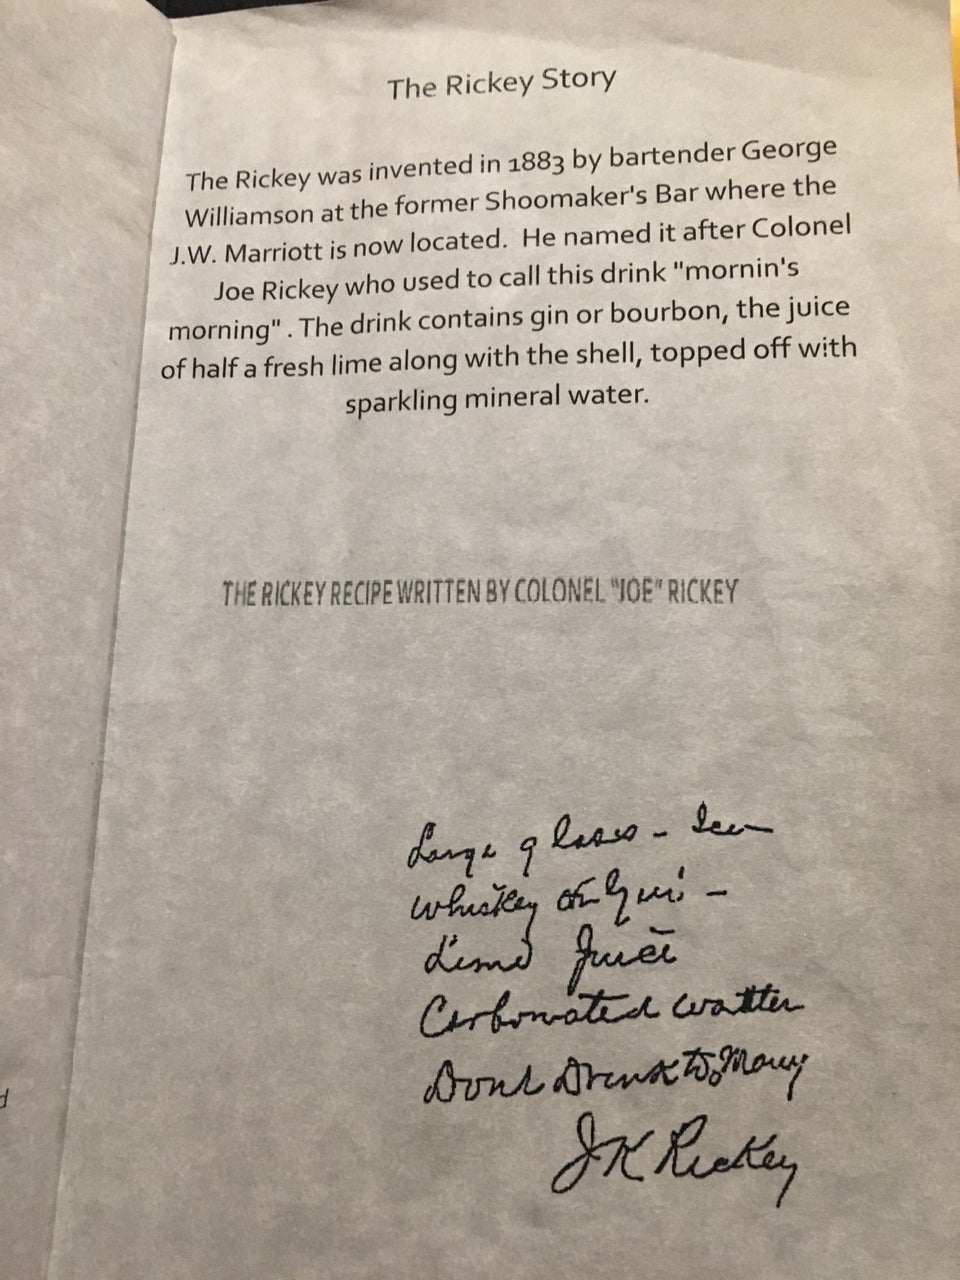 The Rickey Story
The Rickey was invented in 1883 by bartender George
Williamson at the former Shoomaker's Bar where the
J.W. Marriott is now located. He named it after Colonel
Joe Rickey who used to call this drink "mornin's
morning" . The drink contains gin or bourbon, the juice
of half a fresh lime along with the shell, topped off with
sparkling mineral water.
THE RICKEY RECIPE WRITTEN BY COLONEL "JOE" RICKEY
Large glass - Ice
Whiskey or Gin -
Lime Juice
Carbonated watter
Dont Drink To Many
JK Rickey
d